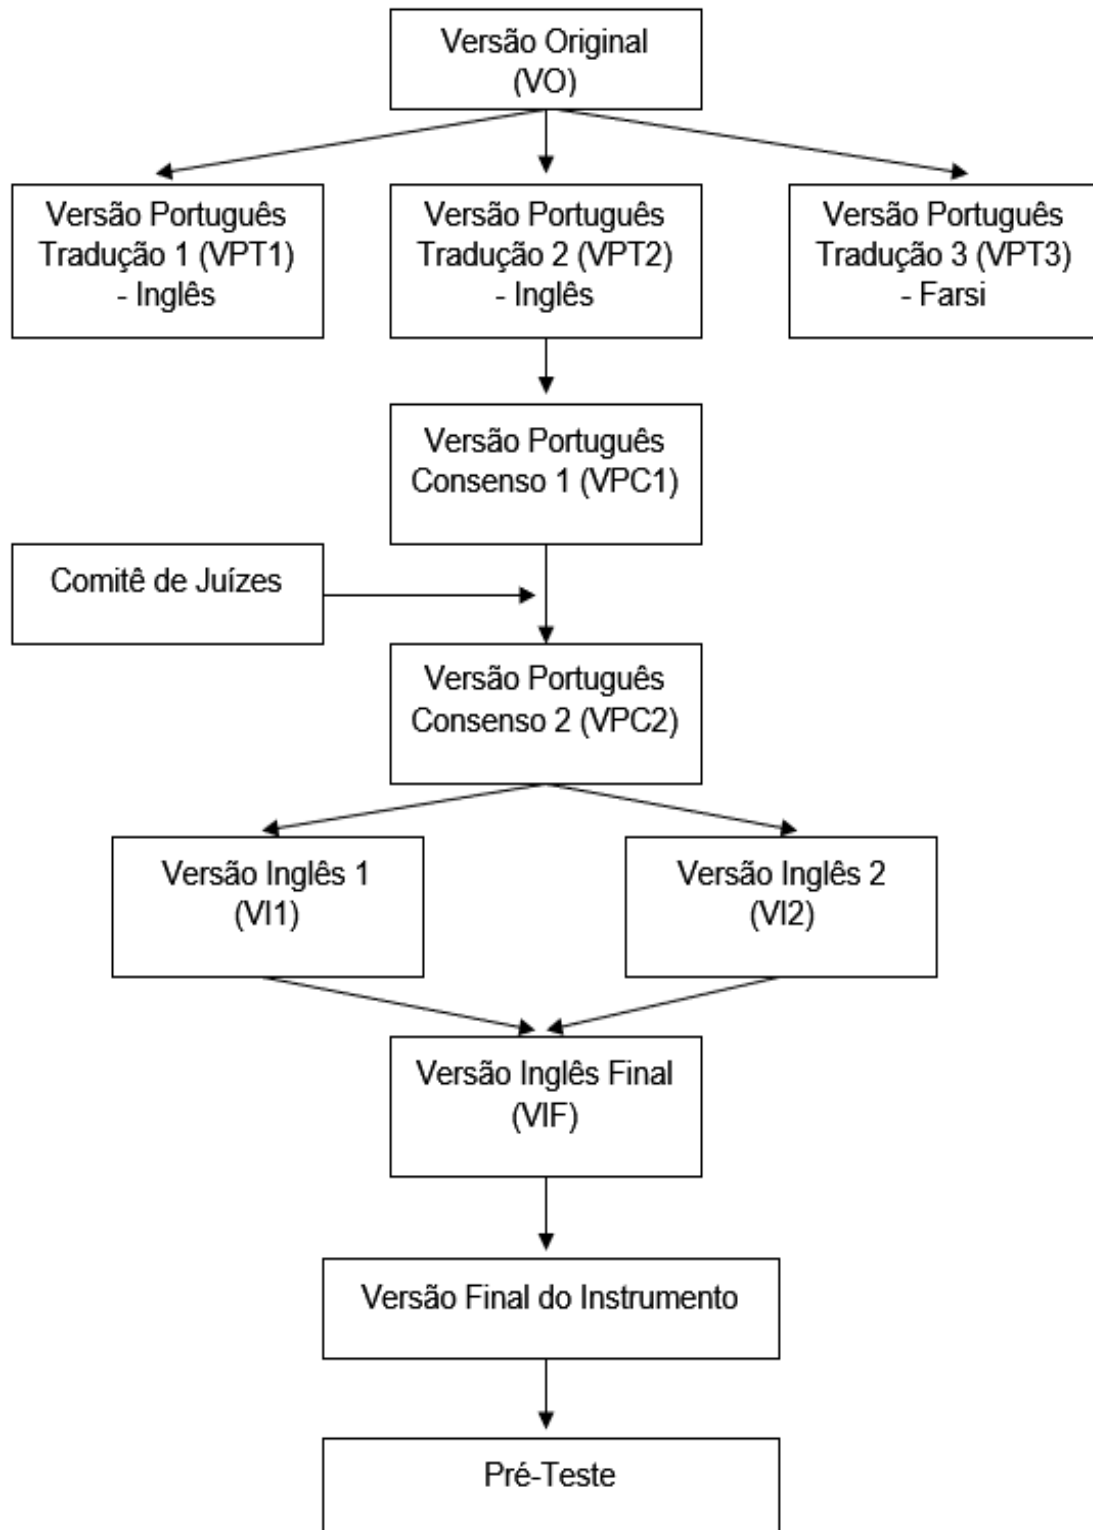 Versão Original
(VO)
Versão Português
Tradução 1 (VPT1)
- Inglês
Versão Português
Tradução 2 (VPT2)
- Inglês
Versão Português
Tradução 3 (VPT3)
- Farsi
Versão Português
Consenso 1 (VPC1)
Comitê de Juízes
Versão Português
Consenso 2 (VPC2)
Versão Inglês 1
(VI1)
Versão Inglês 2
(VI2)
Versão Inglês Final
(VIF)
Versão Final do Instrumento
Pré-Teste